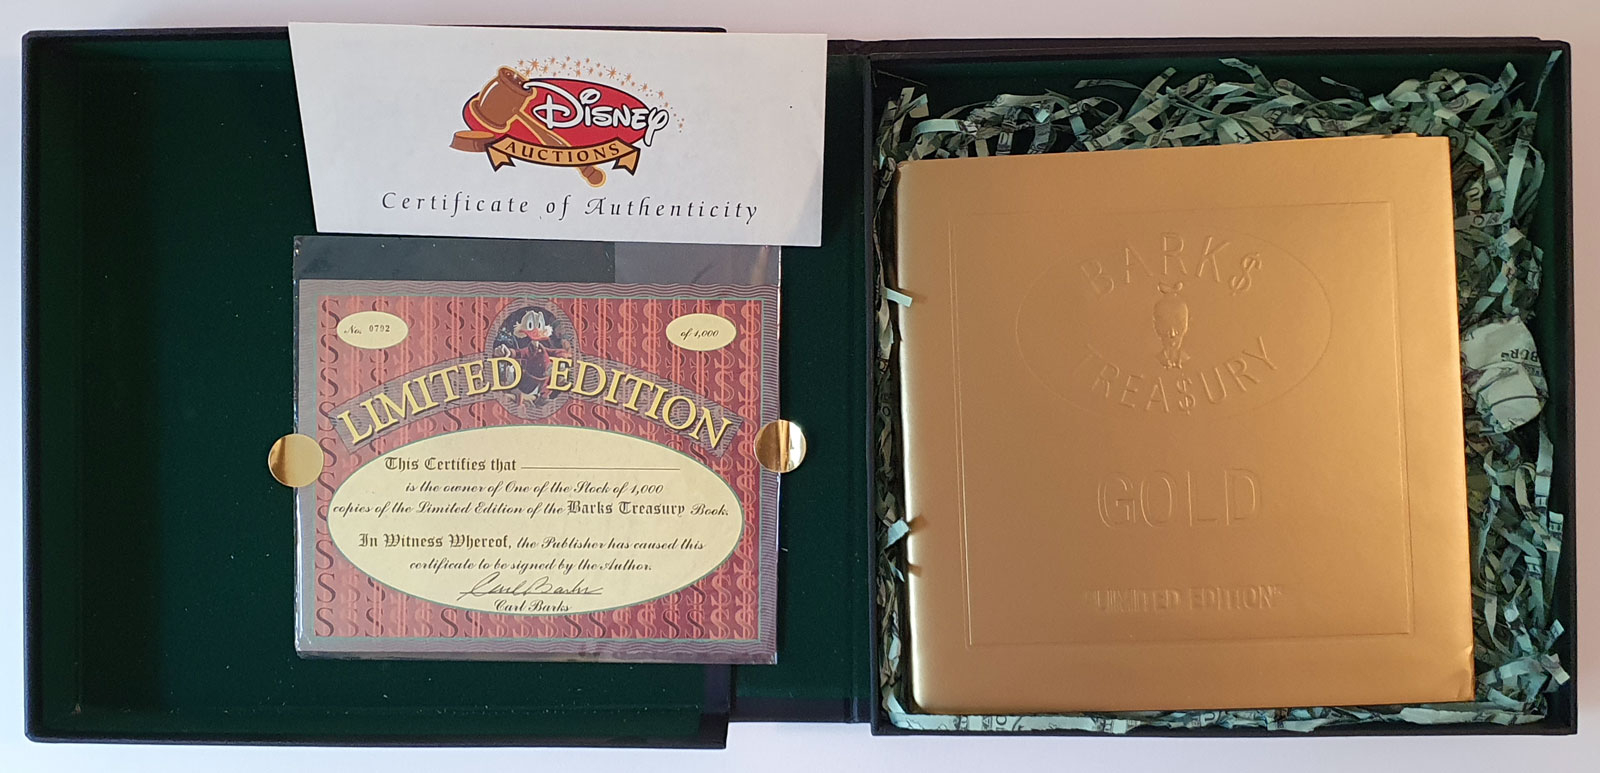 Disney
AUCTIONS
Certificate of Authenticity
No. 0792
of 1,000
LIMITED EDITION
This Certifies that
is the owner of One of the Stock of 1,000
copies of the Limited Edition of the Barks Treasury Book.
In Witness Whereof, the Publisher has caused this
certificate to be signed by the Author.
Carl Barks
Carl Barks
BARK$
TREA$URY
GOLD
"LIMITED EDITION"